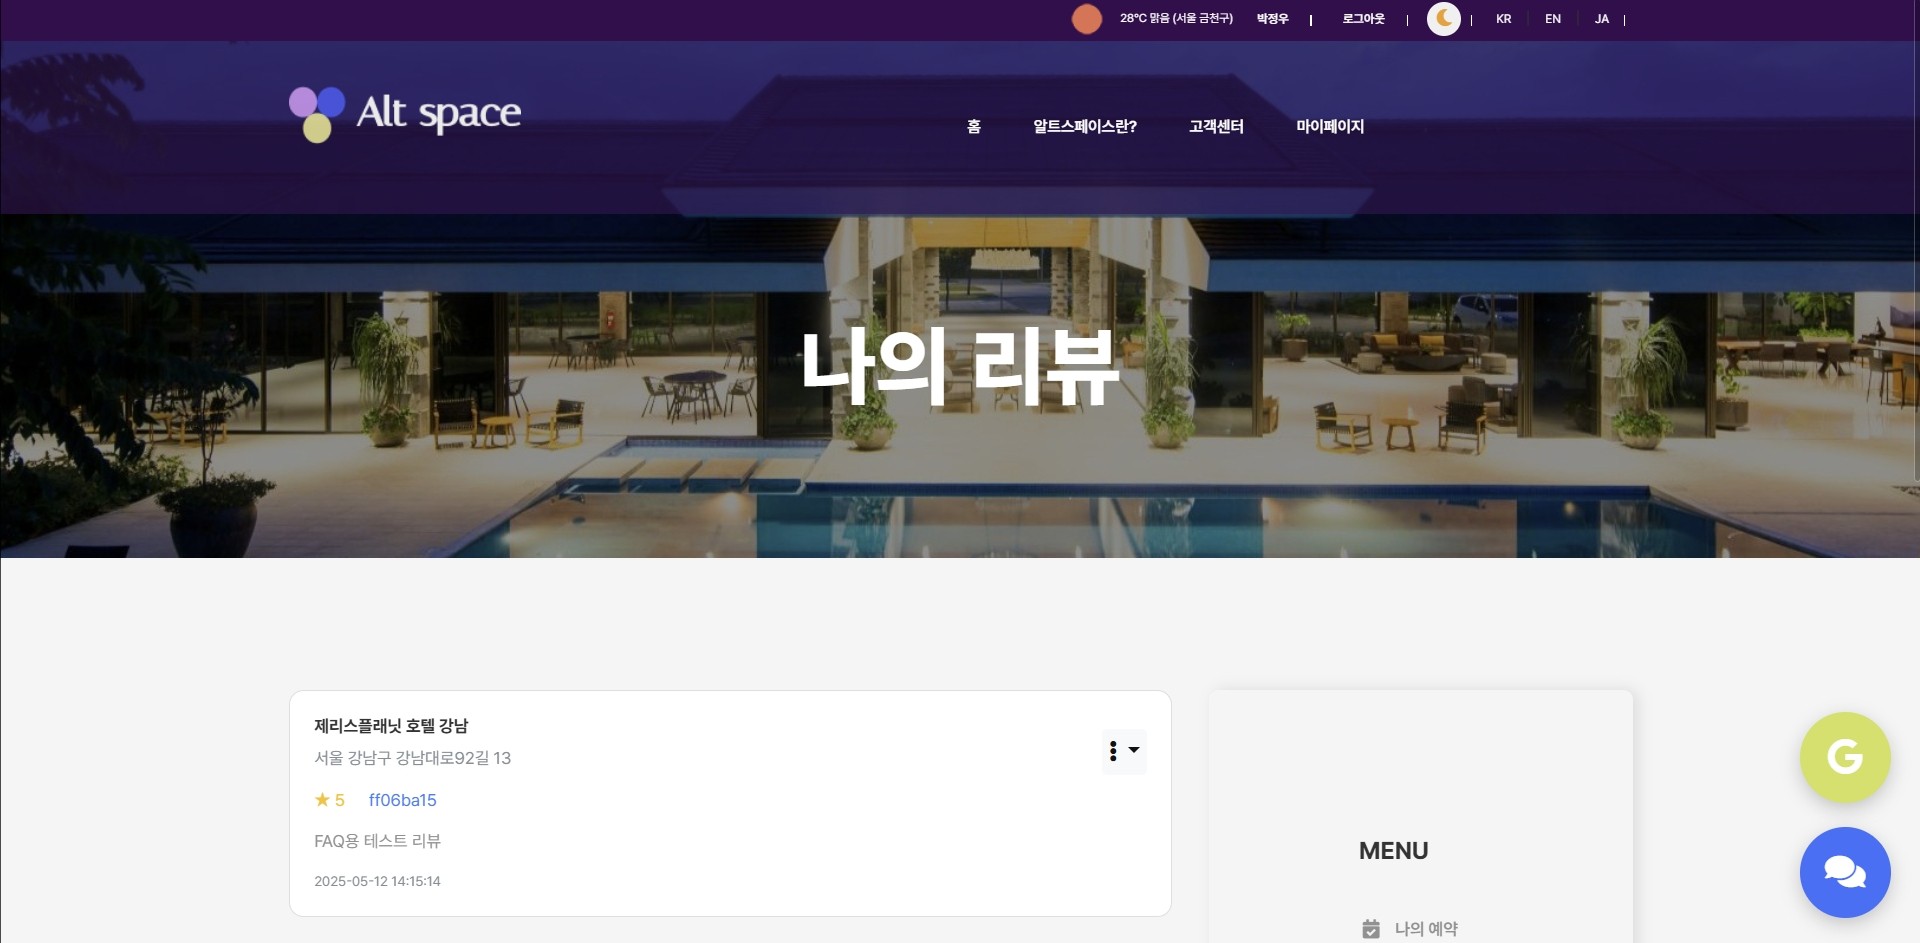 28°C 맑음 (서울 금천구) 박정우 로그아웃 KR EN JA
Alt space
홈 알트스페이스란? 고객센터 마이페이지
나의 리뷰
제리스플래닛 호텔 강남
서울 강남구 강남대로92길 13
★ 5 ff06ba15
FAQ용 테스트 리뷰
2025-05-12 14:15:14
MENU
나의 예약
G